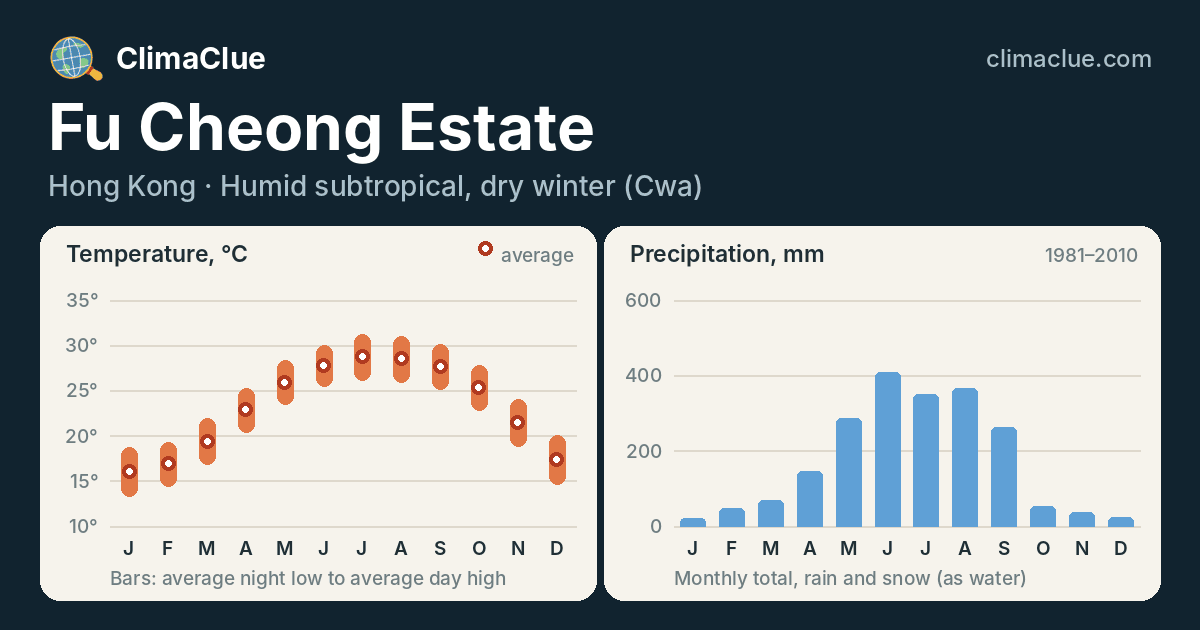 ClimaClue
climaclue.com
Fu Cheong Estate
Hong Kong · Humid subtropical, dry winter (Cwa)
Temperature, °C
average
35°
30°
25°
20°
15°
10°
J F M A M J J A S O N D
Bars: average night low to average day high
Precipitation, mm
1981–2010
600
400
200
0
J F M A M J J A S O N D
Monthly total, rain and snow (as water)